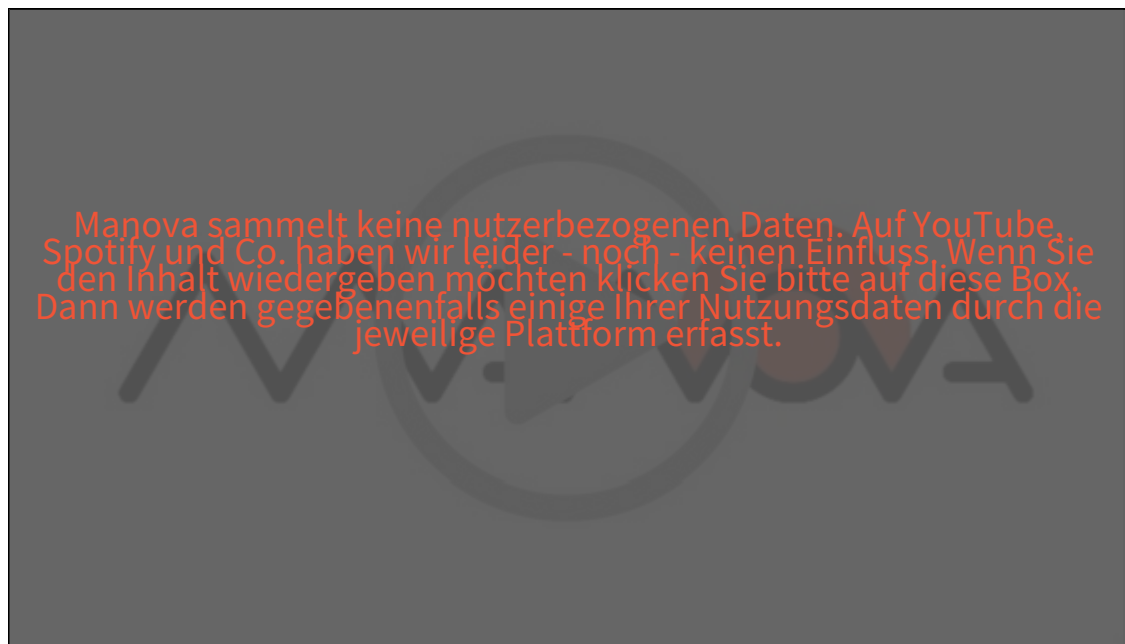 Manova sammelt keine nutzerbezogenen Daten. Auf YouTube,
Spotify und Co. haben wir leider - noch - keinen Einfluss. Wenn Sie
den Inhalt wiedergeben möchten klicken Sie bitte auf diese Box.
Dann werden gegebenenfalls einige Ihrer Nutzungsdaten durch die
jeweilige Plattform erfasst.
MANOVA